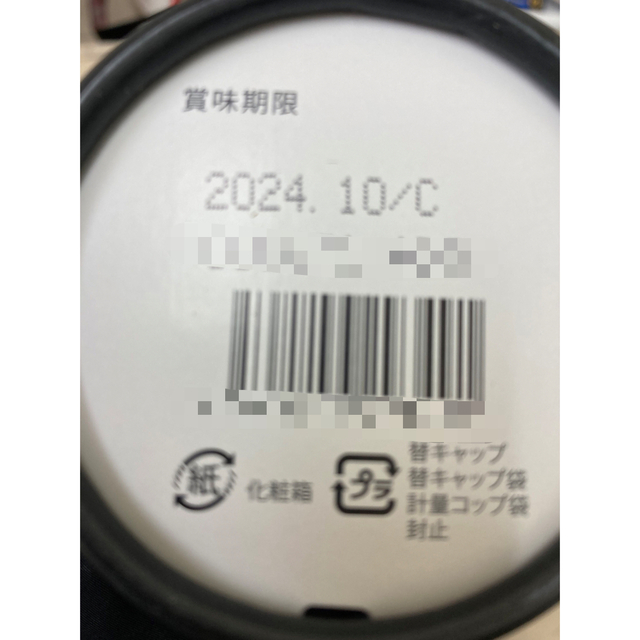 賞味期限
2024.10/C
紙
化粧箱
プラ
替キャップ
替キャップ袋
計量コップ袋
封止